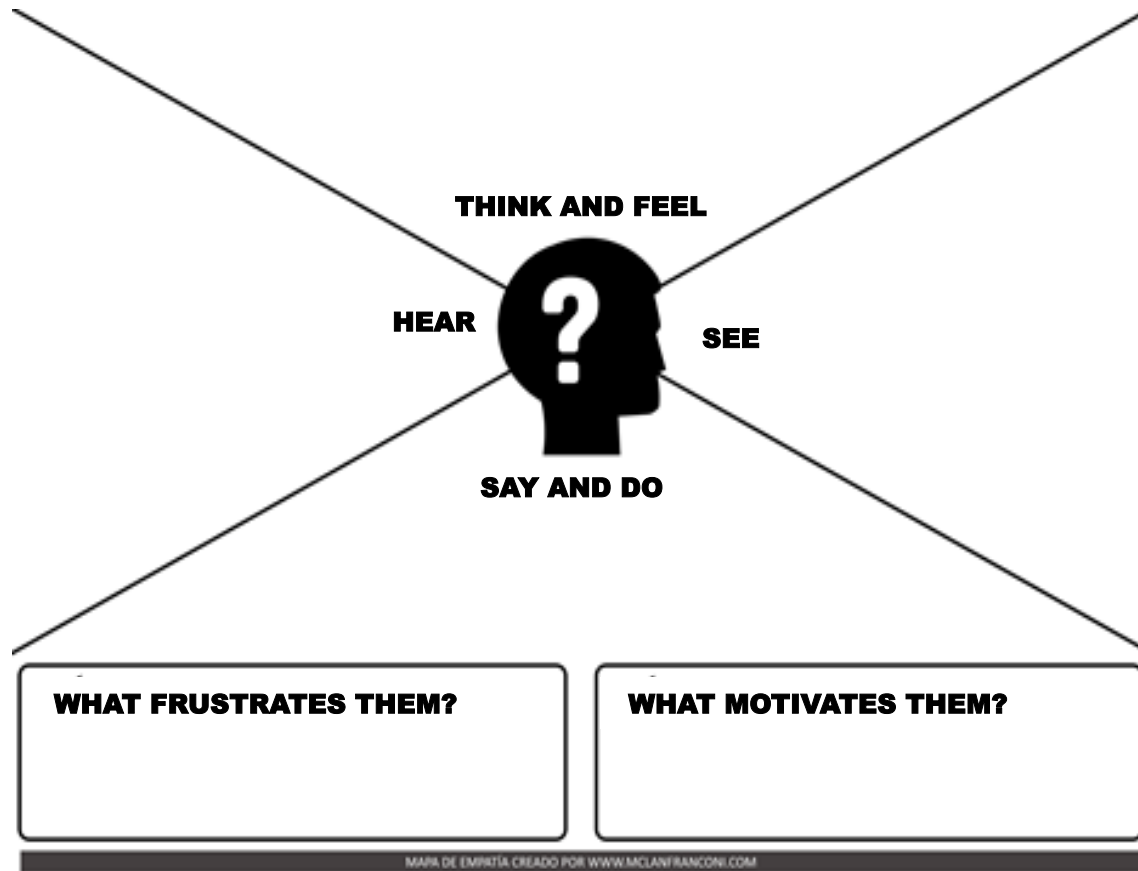 THINK AND FEEL
?
HEAR
SEE
SAY AND DO
WHAT FRUSTRATES THEM?
WHAT MOTIVATES THEM?
MAPA DE EMPATÍA CREADO POR WWW.MCLANFRANCONI.COM